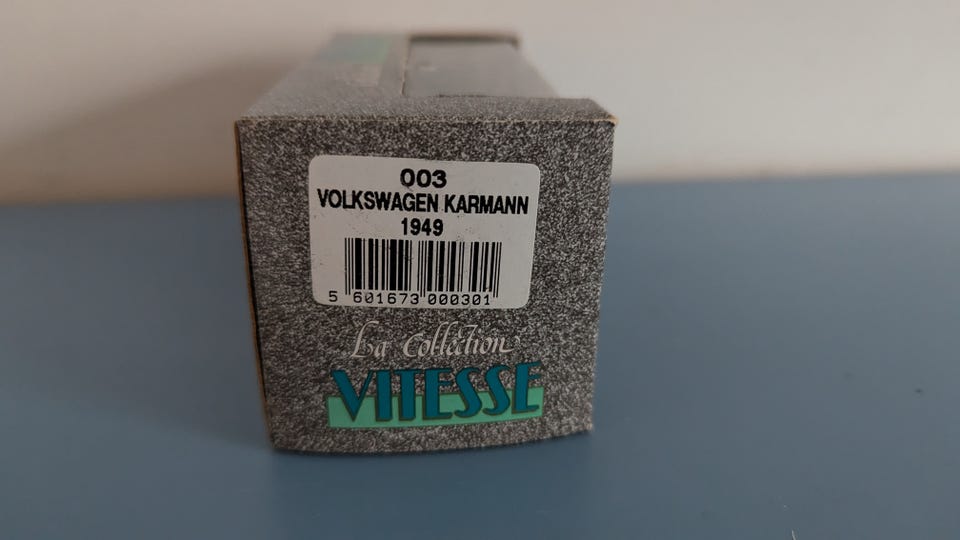 003
VOLKSWAGEN KARMANN
1949
5 601673 000301
La Collection
VITESSE